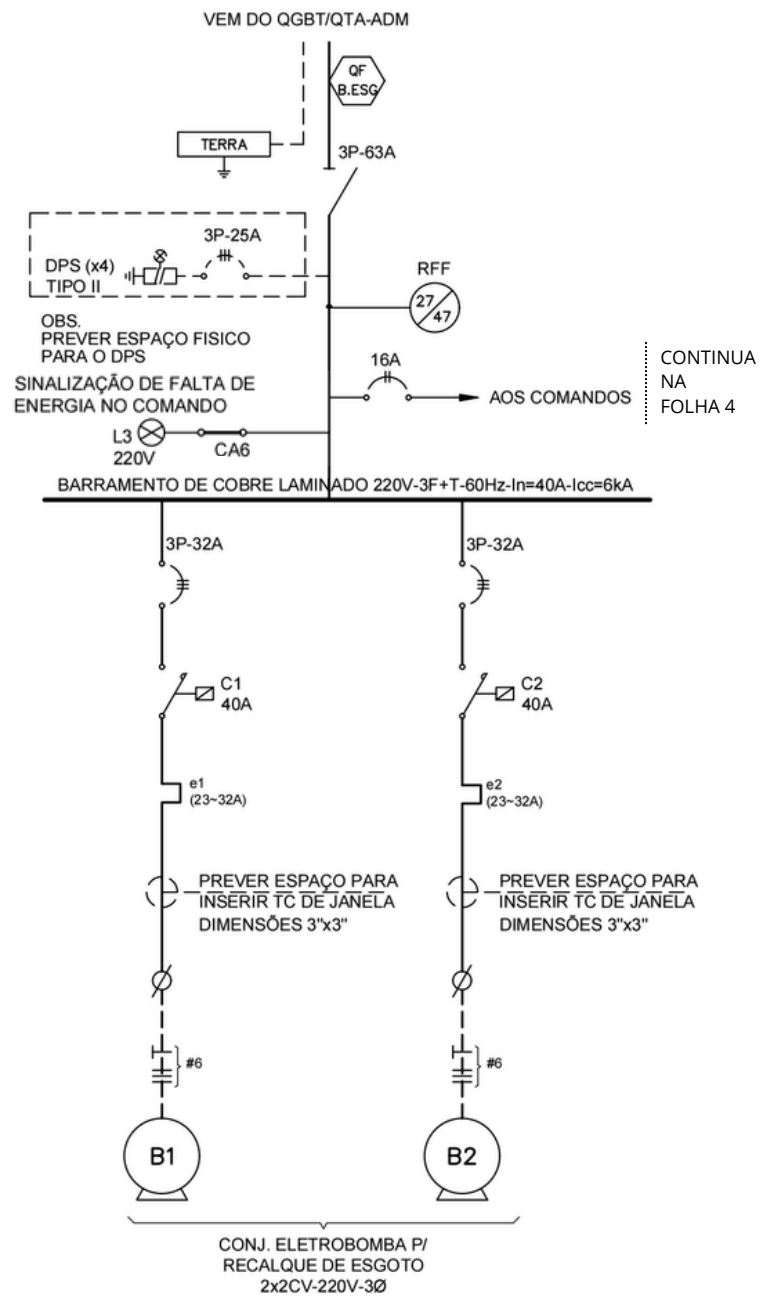 VEM DO QGBT/QTA-ADM
QF
B.ESG
TERRA
3P-63A
3P-25A
DPS (x4)
TIPO II
RFF
27
47
OBS.
PREVER ESPAÇO FISICO
PARA O DPS
16A
AOS COMANDOS
CONTINUA
NA
FOLHA 4
SINALIZAÇÃO DE FALTA DE
ENERGIA NO COMANDO
L3
220V
CA6
BARRAMENTO DE COBRE LAMINADO 220V-3F+T-60Hz-In=40A-Icc=6kA
3P-32A
3P-32A
C1
40A
C2
40A
e1
(23~32A)
e2
(23~32A)
PREVER ESPAÇO PARA
INSERIR TC DE JANELA
DIMENSÕES 3"x3"
PREVER ESPAÇO PARA
INSERIR TC DE JANELA
DIMENSÕES 3"x3"
#6
#6
B1
B2
CONJ. ELETROBOMBA P/
RECALQUE DE ESGOTO
2x2CV-220V-3Ø